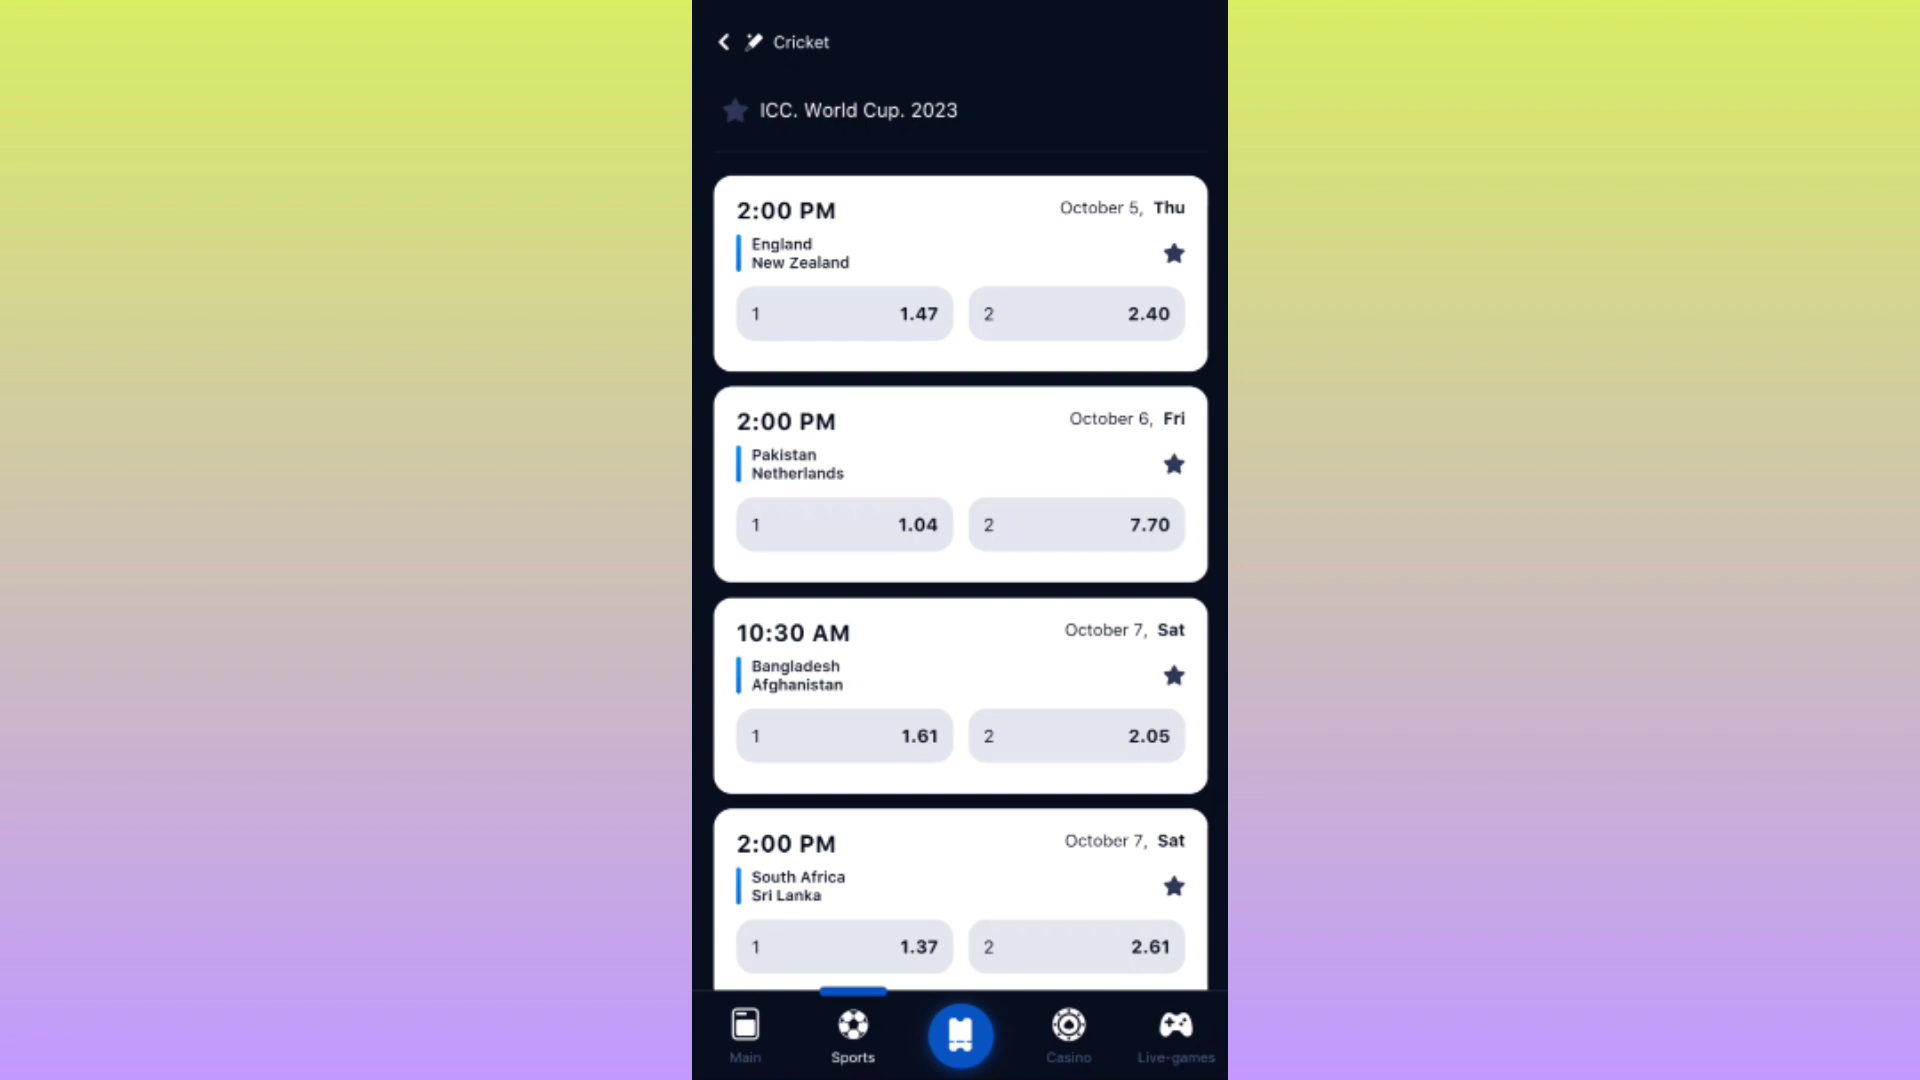 Cricket
ICC. World Cup. 2023
2:00 PM
October 5, Thu
England
New Zealand
1 1.47 2 2.40
2:00 PM
October 6, Fri
Pakistan
Netherlands
1 1.04 2 7.70
10:30 AM
October 7, Sat
Bangladesh
Afghanistan
1 1.61 2 2.05
2:00 PM
October 7, Sat
South Africa
Sri Lanka
1 1.37 2 2.61
Main Sports Casino Live-games